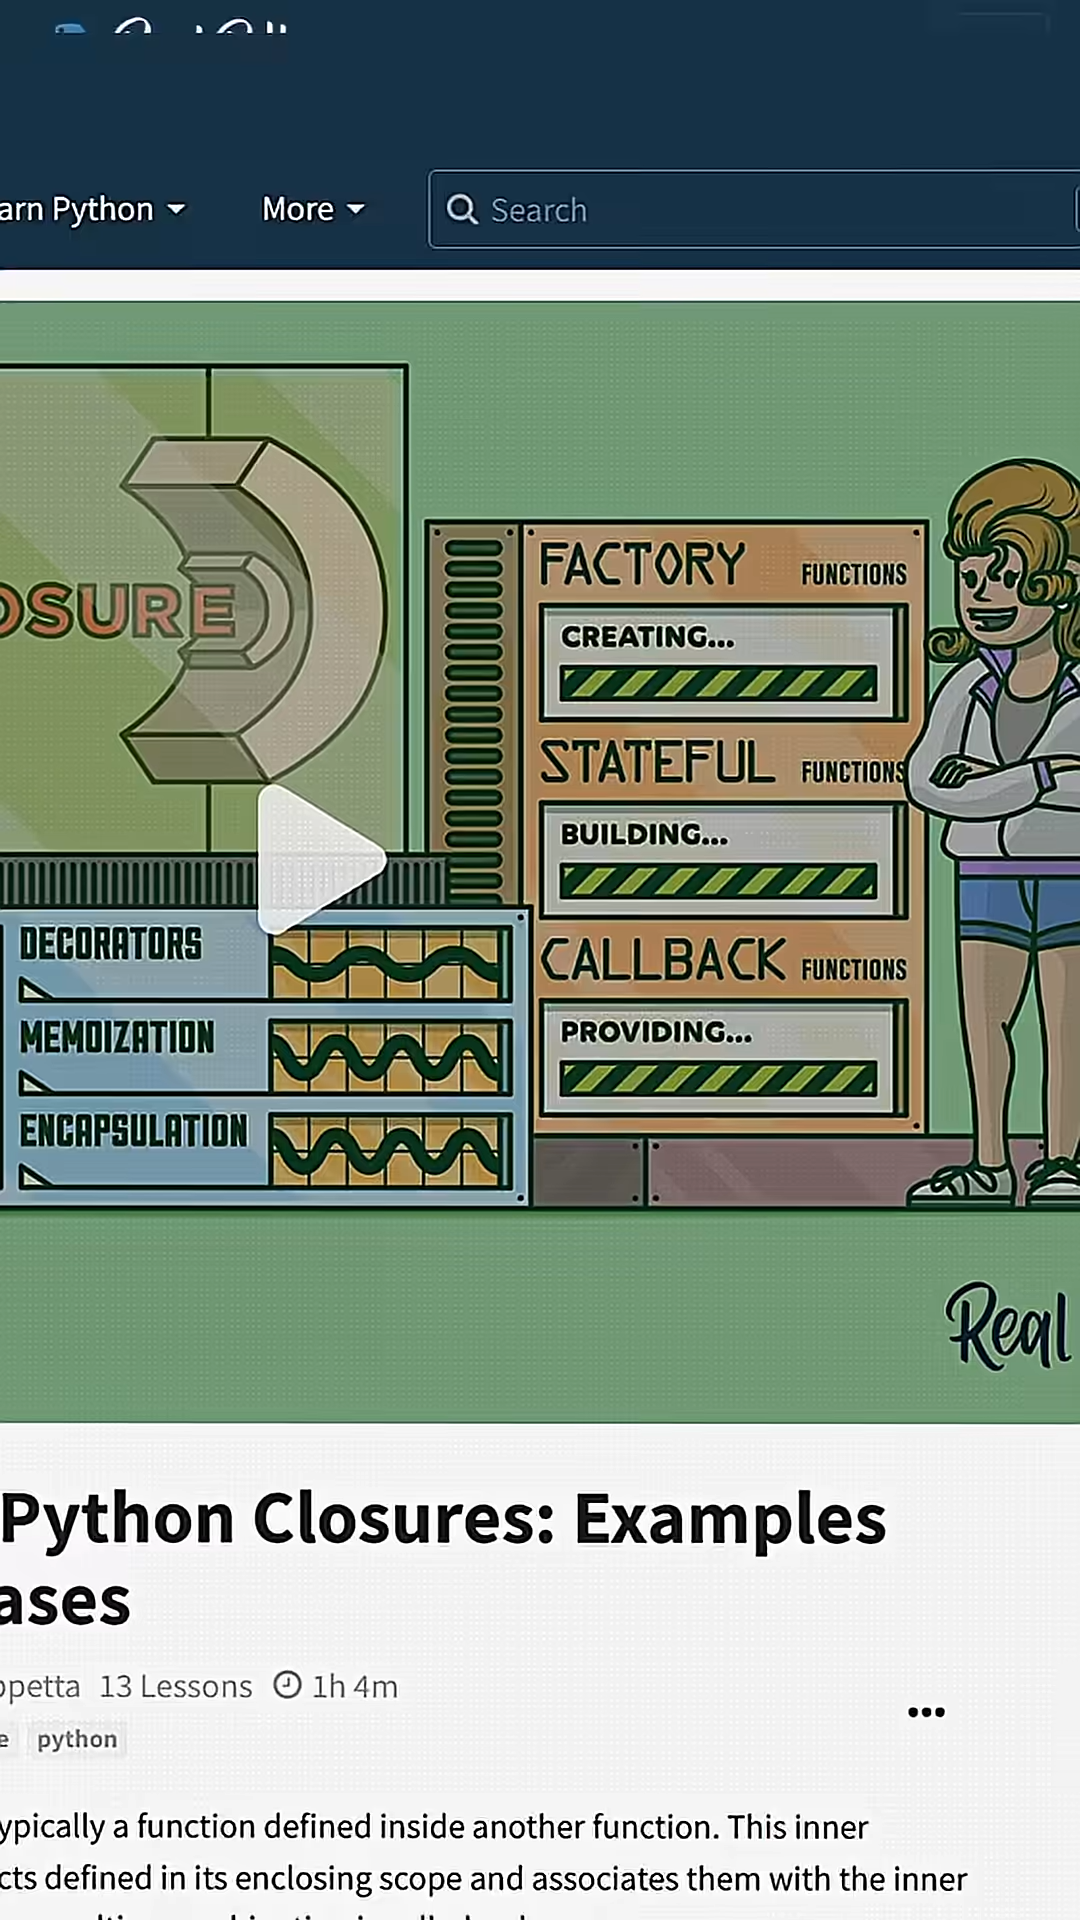 arn Python
More
Search
OSURE
FACTORY FUNCTIONS
CREATING...
STATEFUL FUNCTIONS
BUILDING...
CALLBACK FUNCTIONS
PROVIDING...
DECORATORS
MEMOIZATION
ENCAPSULATION
Real
Python Closures: Examples
ases
ppetta 13 Lessons 1h 4m
e python
ypically a function defined inside another function. This inner
cts defined in its enclosing scope and associates them with the inner